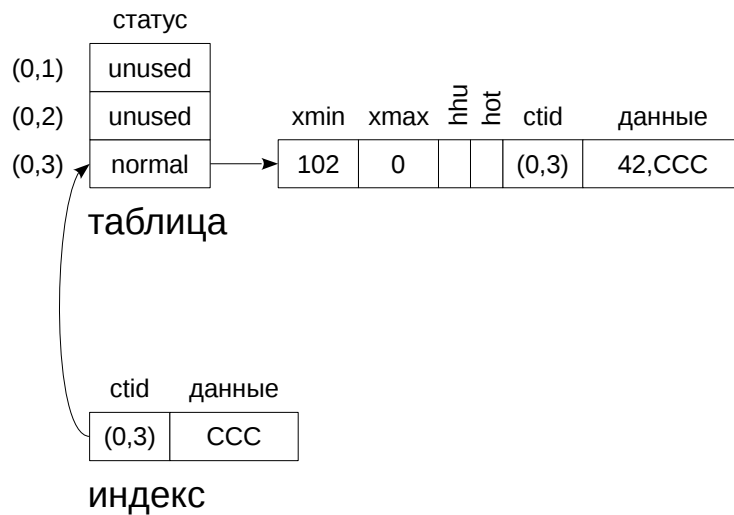 статус
(0,1) unused
(0,2) unused
xmin xmax hhu hot ctid данные
(0,3) normal 102 0 (0,3) 42,CCC
таблица
ctid данные
(0,3) CCC
индекс